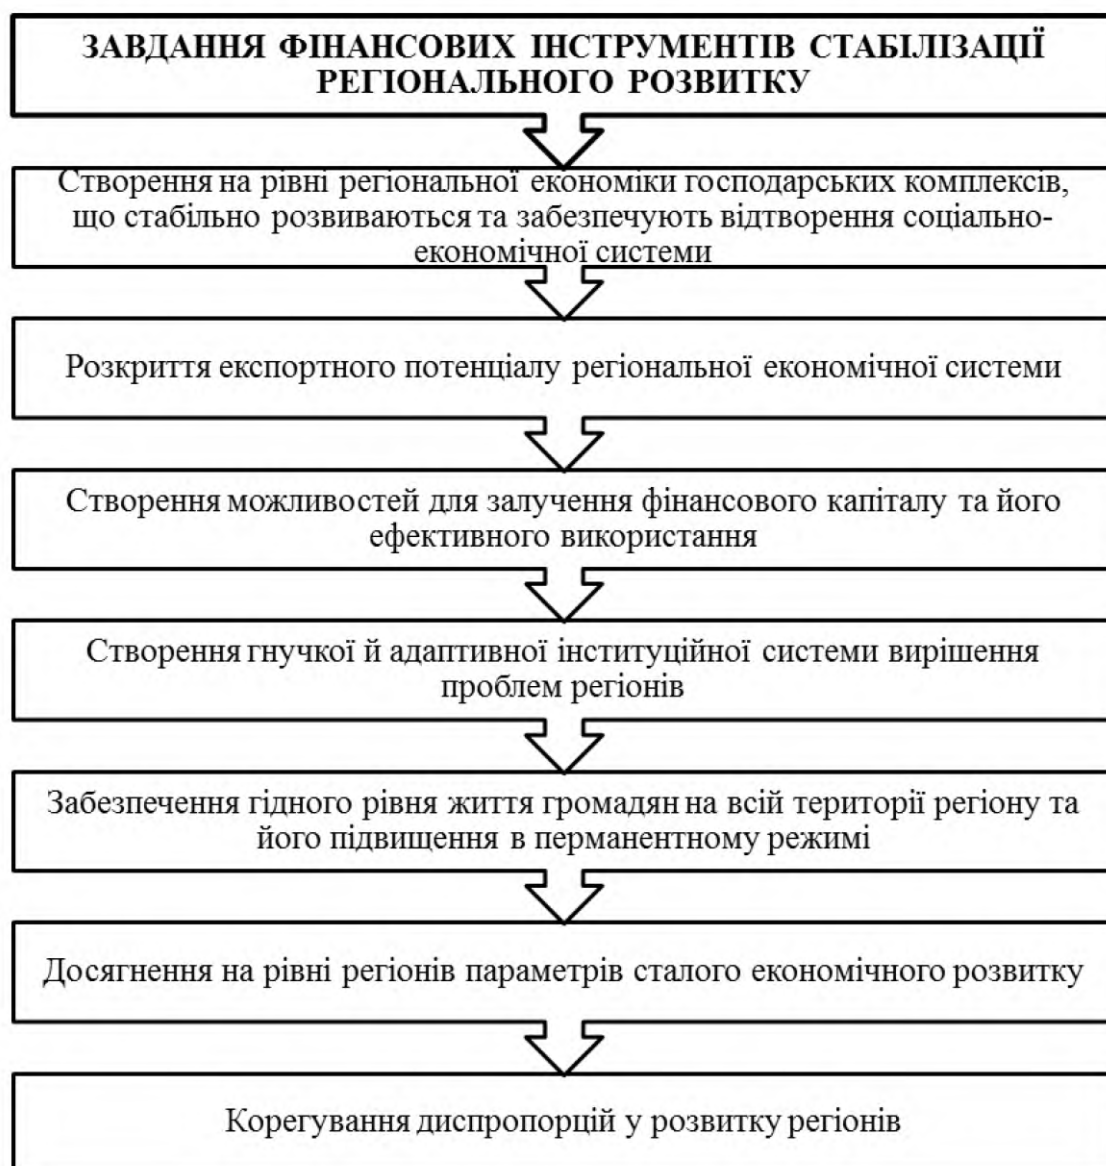 ЗАВДАННЯ ФІНАНСОВИХ ІНСТРУМЕНТІВ СТАБІЛІЗАЦІЇ
РЕГІОНАЛЬНОГО РОЗВИТКУ
Створення на рівні регіональної економіки господарських комплексів,
що стабільно розвиваються та забезпечують відтворення соціально-
економічної системи
Розкриття експортного потенціалу регіональної економічної системи
Створення можливостей для залучення фінансового капіталу та його
ефективного використання
Створення гнучкої й адаптивної інституційної системи вирішення
проблем регіонів
Забезпечення гідного рівня життя громадян на всій території регіону та
його підвищення в перманентному режимі
Досягнення на рівні регіонів параметрів сталого економічного розвитку
Корегування диспропорцій у розвитку регіонів